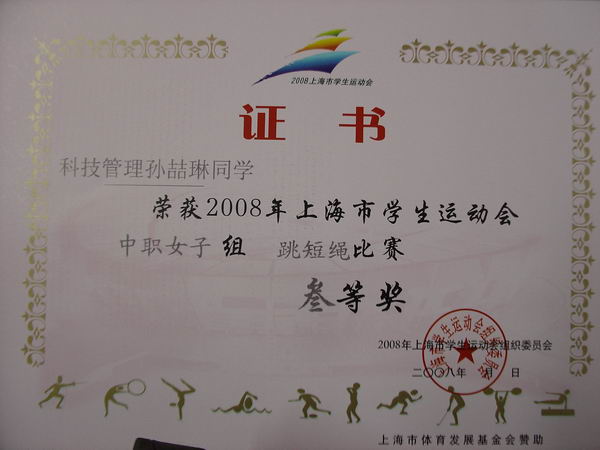 2008上海市学生运动会
证书
科技管理孙喆琳同学
荣获2008年上海市学生运动会
中职女子组 跳短绳比赛
叁等奖
2008年上海市学生运动会组织委员会
二〇〇八年 月 日
上海市体育发展基金会赞助